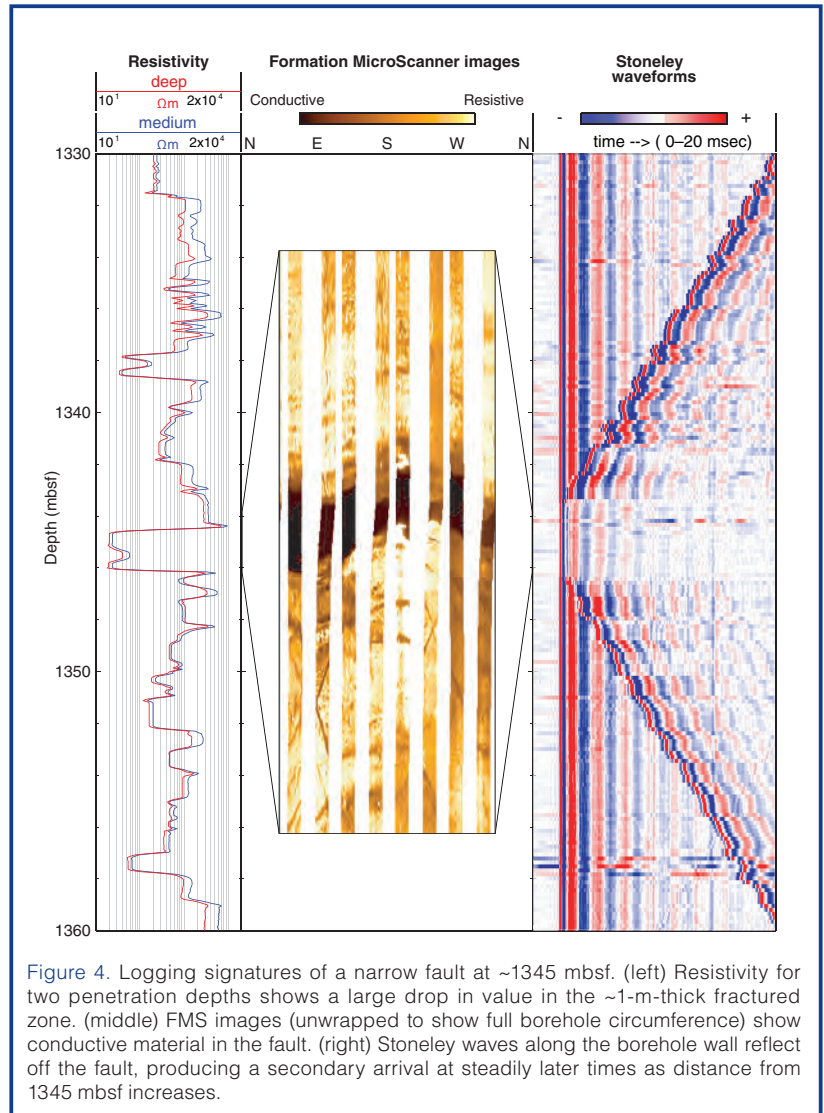 Resistivity
deep
10¹ Ωm 2x10⁴
medium
10¹ Ωm 2x10⁴
Formation MicroScanner images
Conductive Resistive
N E S W N
Stoneley
waveforms
- +
time --> ( 0–20 msec)
Depth (mbsf)
1330
1340
1350
1360
Figure 4. Logging signatures of a narrow fault at ~1345 mbsf. (left) Resistivity for
two penetration depths shows a large drop in value in the ~1-m-thick fractured
zone. (middle) FMS images (unwrapped to show full borehole circumference) show
conductive material in the fault. (right) Stoneley waves along the borehole wall reflect
off the fault, producing a secondary arrival at steadily later times as distance from
1345 mbsf increases.